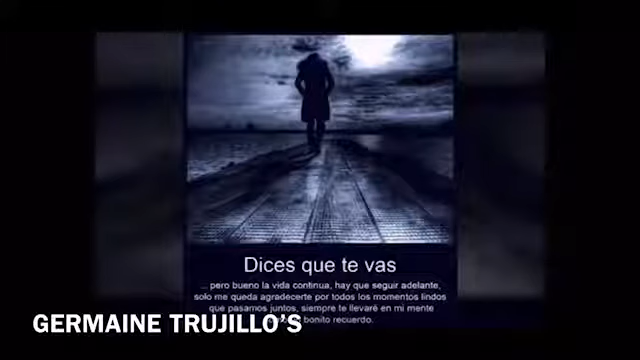 Dices que te vas
... pero bueno la vida continua, hay que seguir adelante,
solo me queda agradecerte por todos los momentos lindos
que pasamos juntos, siempre te llevaré en mi mente
bonito recuerdo.
GERMAINE TRUJILLO’S